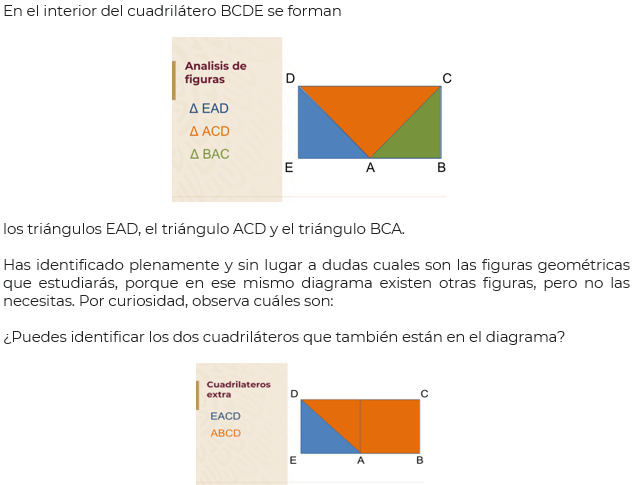 En el interior del cuadrilátero BCDE se forman
Analisis de
figuras
Δ EAD
Δ ACD
Δ BAC
D
C
E
A
B
los triángulos EAD, el triángulo ACD y el triángulo BCA.
Has identificado plenamente y sin lugar a dudas cuales son las figuras geométricas
que estudiarás, porque en ese mismo diagrama existen otras figuras, pero no las
necesitas. Por curiosidad, observa cuáles son:
¿Puedes identificar los dos cuadriláteros que también están en el diagrama?
Cuadrilateros
extra
EACD
ABCD
D
C
E
A
B